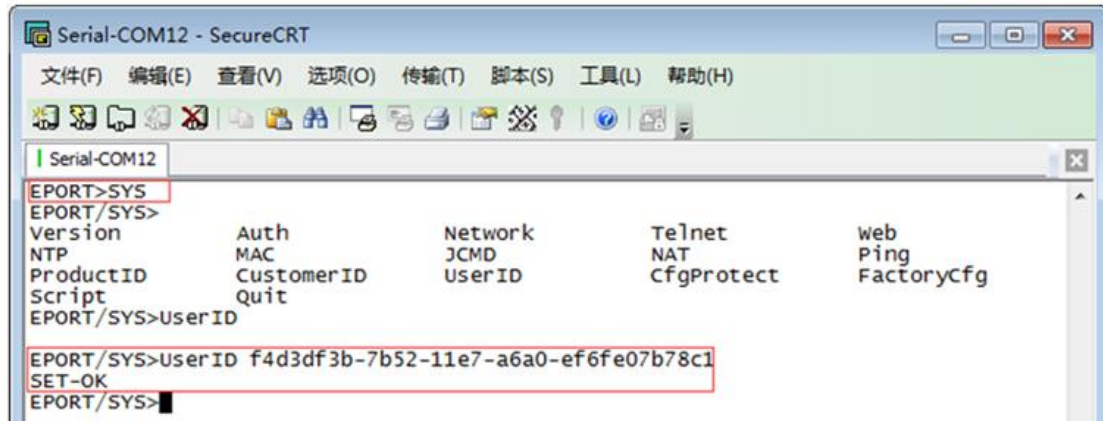 Serial-COM12 - SecureCRT
文件(F) 编辑(E) 查看(V) 选项(O) 传输(T) 脚本(S) 工具(L) 帮助(H)
Serial-COM12
EPORT>SYS
EPORT/SYS>
Version Auth Network Telnet Web
NTP MAC JCMD NAT Ping
ProductID CustomerID UserID CfgProtect FactoryCfg
Script Quit
EPORT/SYS>UserID
EPORT/SYS>UserID f4d3df3b-7b52-11e7-a6a0-ef6fe07b78c1
SET-OK
EPORT/SYS>